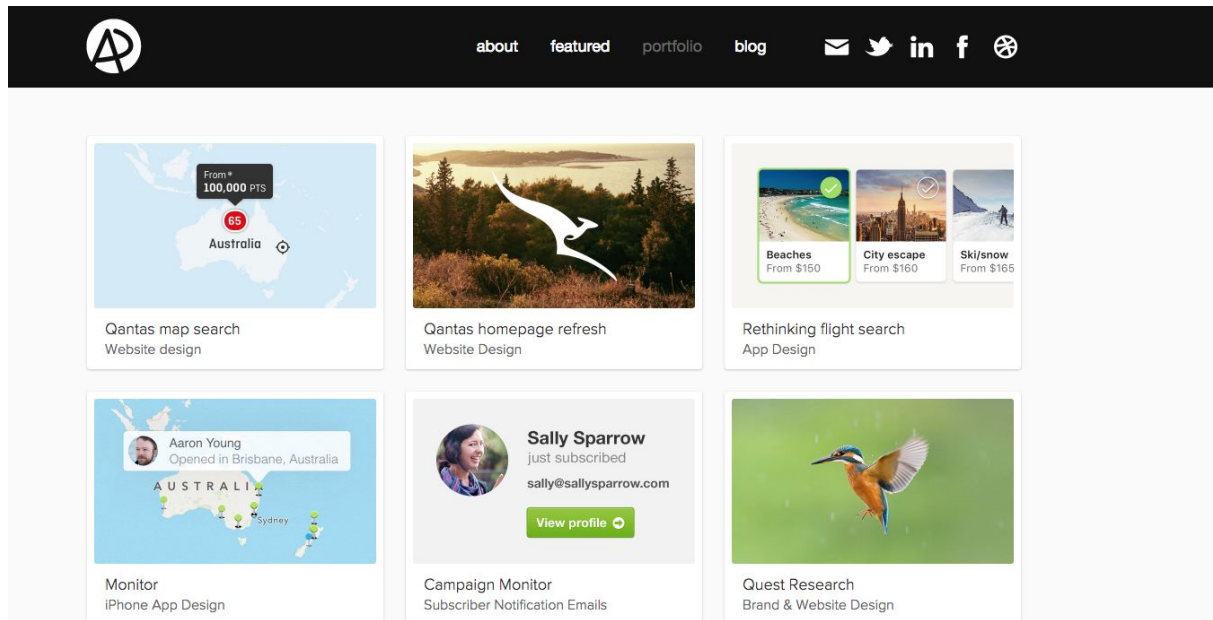 about featured portfolio blog
From*
100,000 PTS
65
Australia
Qantas map search
Website design
Qantas homepage refresh
Website Design
Beaches
From $150
City escape
From $160
Ski/snow
From $165
Rethinking flight search
App Design
Aaron Young
Opened in Brisbane, Australia
AUSTRALIA
Sydney
Monitor
iPhone App Design
Sally Sparrow
just subscribed
sally@sallysparrow.com
View profile
Campaign Monitor
Subscriber Notification Emails
Quest Research
Brand & Website Design